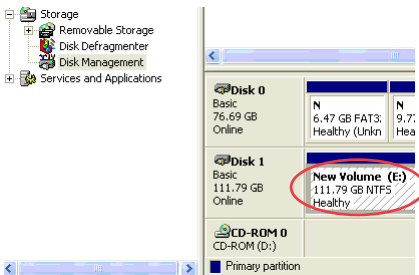 Storage
Removable Storage
Disk Defragmenter
Disk Management
Services and Applications
Disk 0
Basic
76.69 GB
Online
N
6.47 GB FAT3
Healthy (Unkn
N
9.77
Hea
Disk 1
Basic
111.79 GB
Online
New Volume (E:)
111.79 GB NTFS
Healthy
CD-ROM 0
CD-ROM (D:)
Primary partition